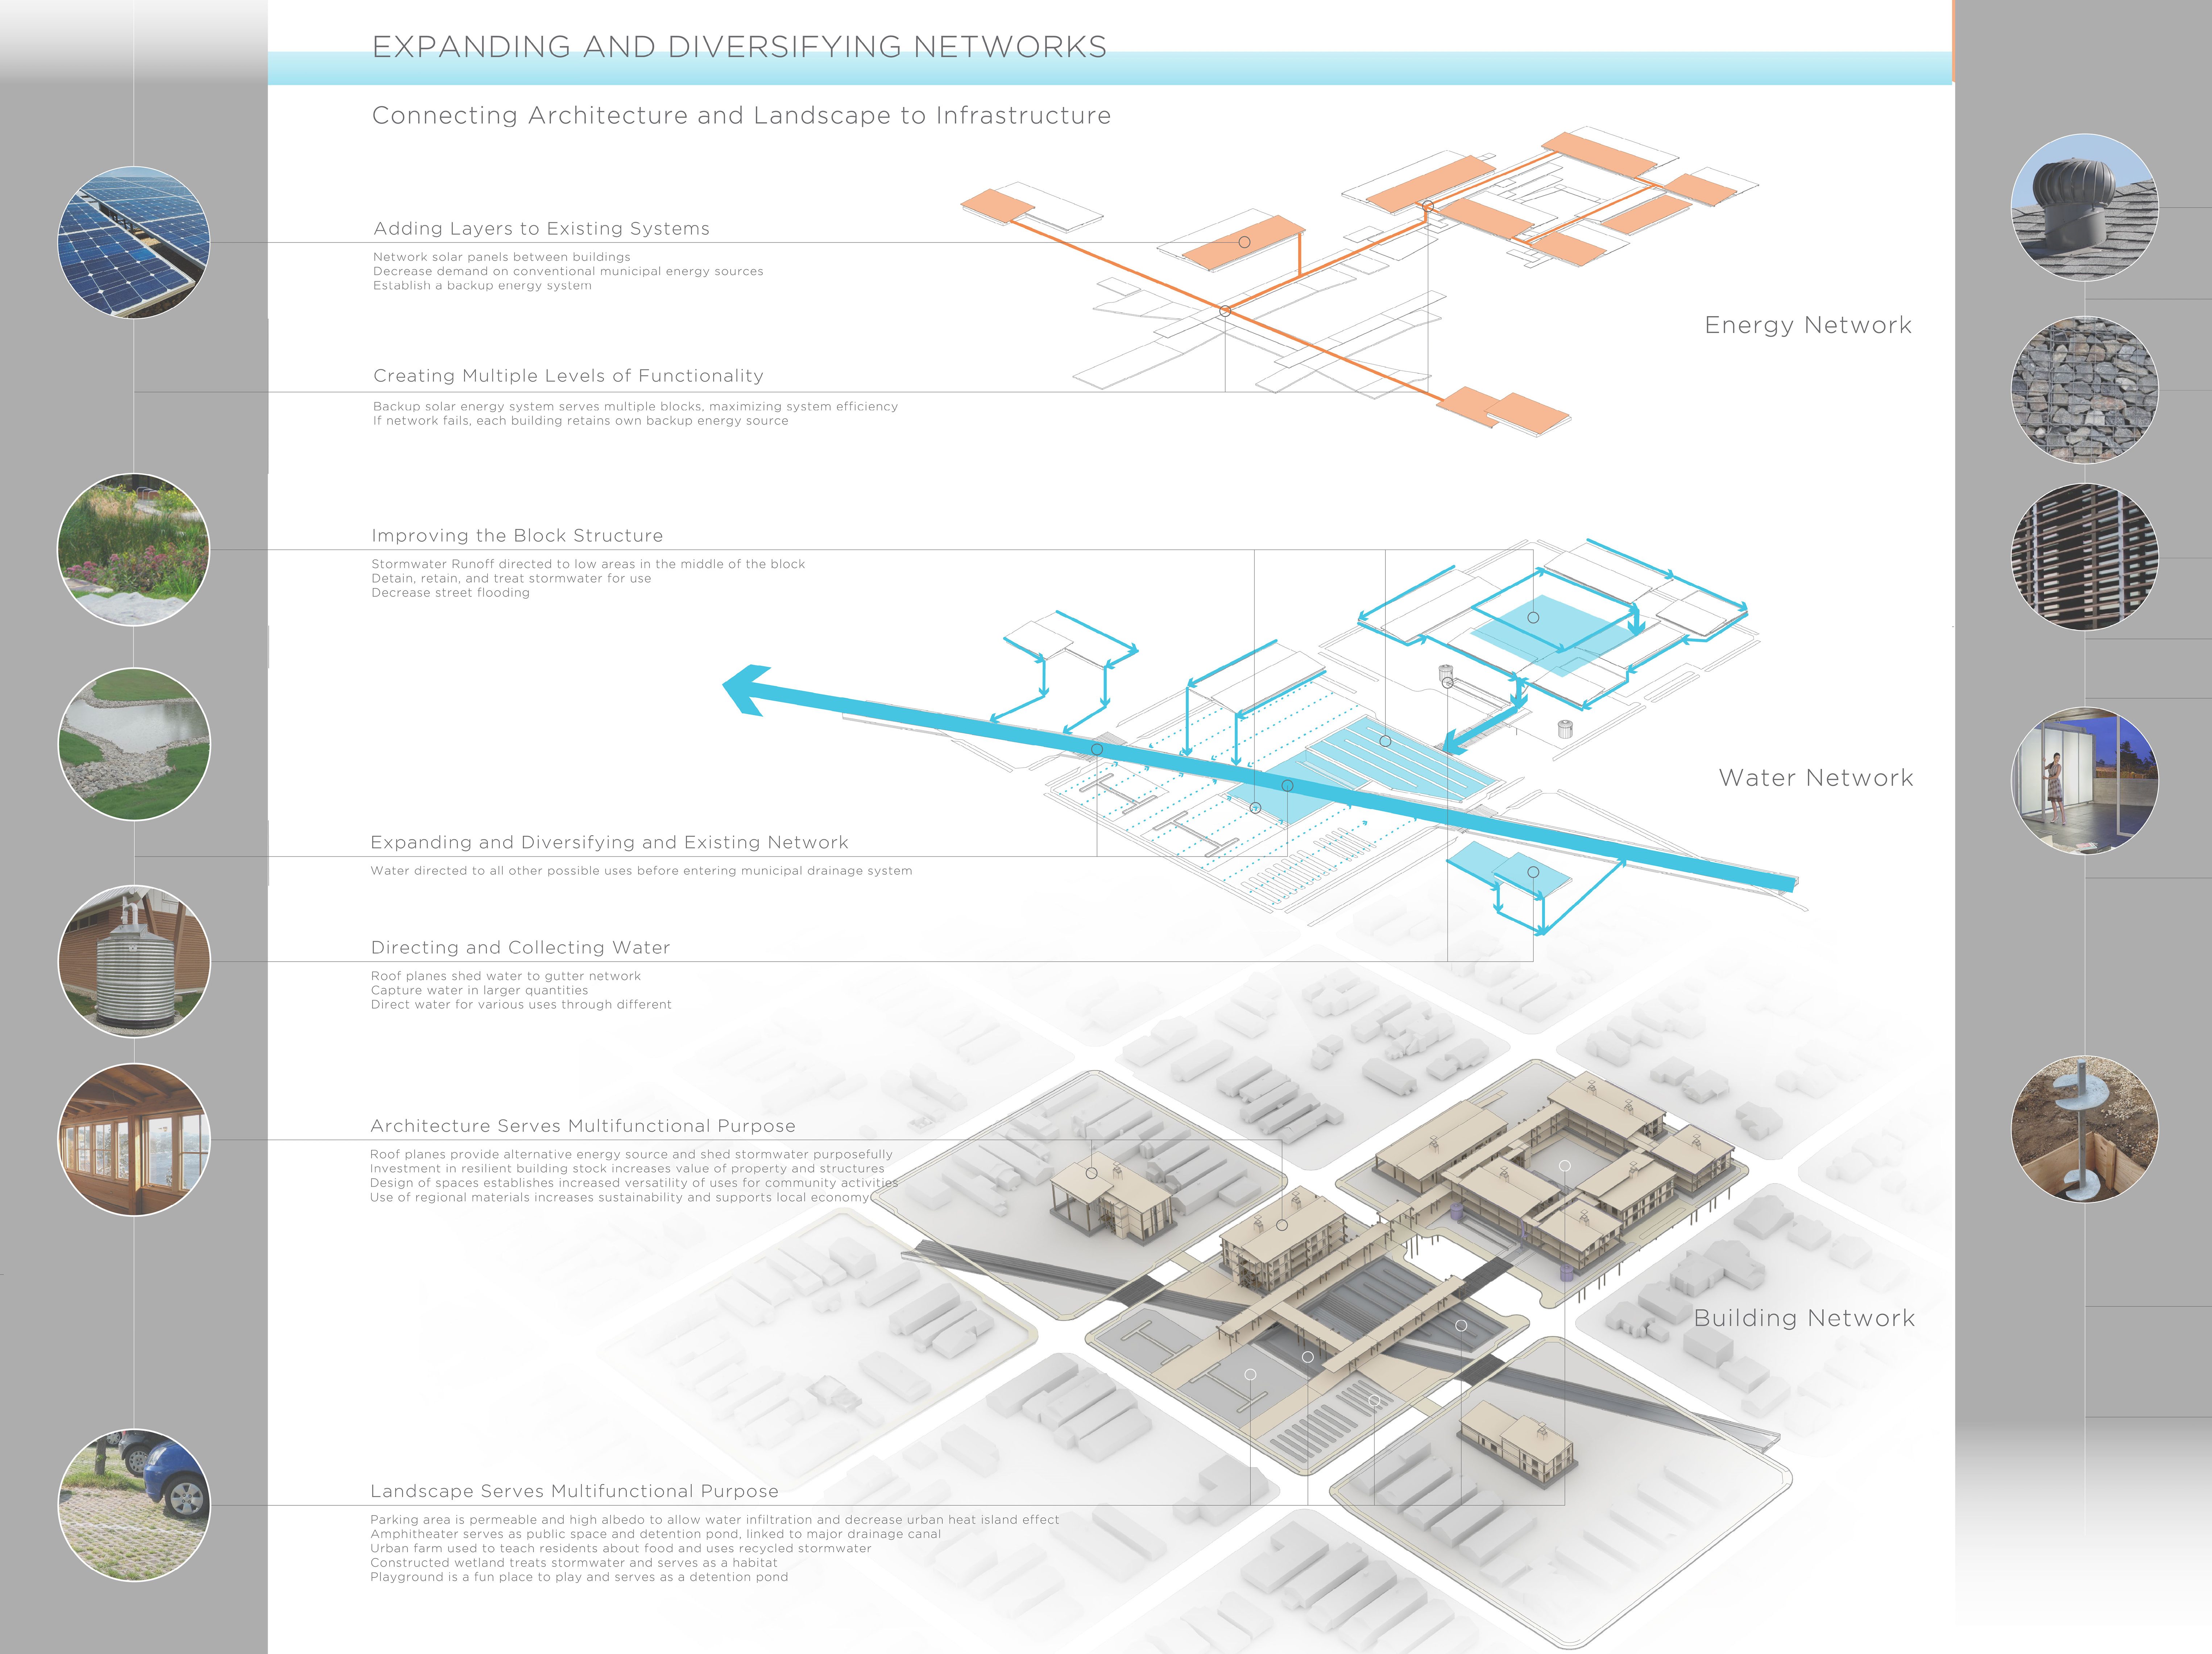 EXPANDING AND DIVERSIFYING NETWORKS
Connecting Architecture and Landscape to Infrastructure
Adding Layers to Existing Systems
Network solar panels between buildings
Decrease demand on conventional municipal energy sources
Establish a backup energy system
Energy Network
Creating Multiple Levels of Functionality
Backup solar energy system serves multiple blocks, maximizing system efficiency
If network fails, each building retains own backup energy source
Improving the Block Structure
Stormwater Runoff directed to low areas in the middle of the block
Detain, retain, and treat stormwater for use
Decrease street flooding
Water Network
Expanding and Diversifying and Existing Network
Water directed to all other possible uses before entering municipal drainage system
Directing and Collecting Water
Roof planes shed water to gutter network
Capture water in larger quantities
Direct water for various uses through different
Architecture Serves Multifunctional Purpose
Roof planes provide alternative energy source and shed stormwater purposefully
Investment in resilient building stock increases value of property and structures
Design of spaces establishes increased versatility of uses for community activities
Use of regional materials increases sustainability and supports local economy
Building Network
Landscape Serves Multifunctional Purpose
Parking area is permeable and high albedo to allow water infiltration and decrease urban heat island effect
Amphitheater serves as public space and detention pond, linked to major drainage canal
Urban farm used to teach residents about food and uses recycled stormwater
Constructed wetland treats stormwater and serves as a habitat
Playground is a fun place to play and serves as a detention pond